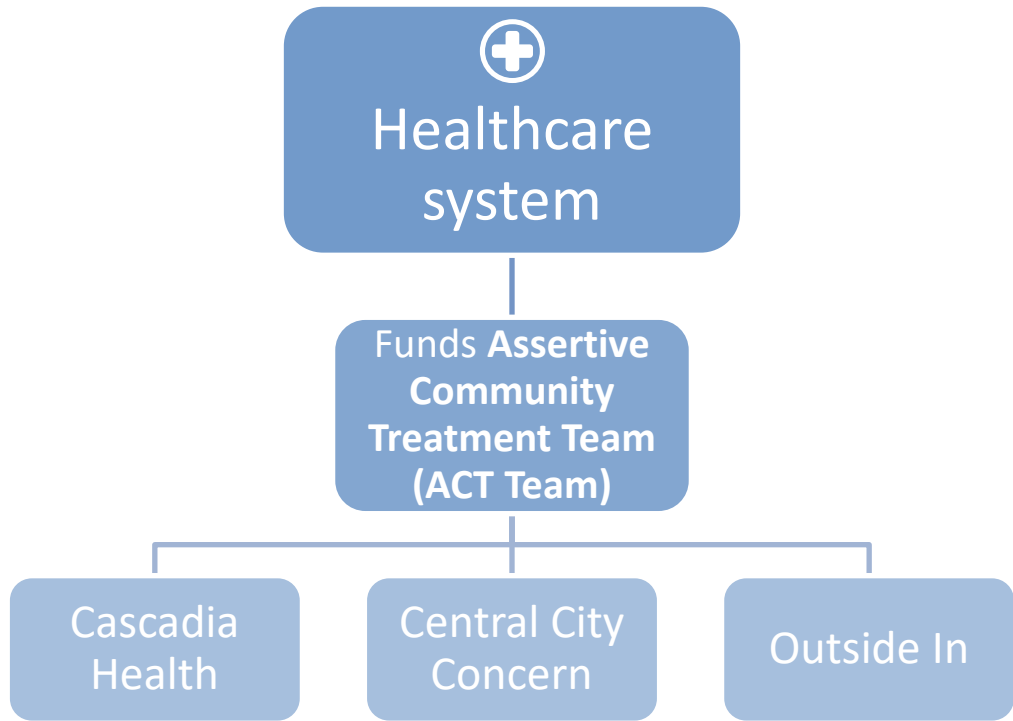 Healthcare
system
Funds Assertive
Community
Treatment Team
(ACT Team)
Cascadia
Health
Central City
Concern
Outside In